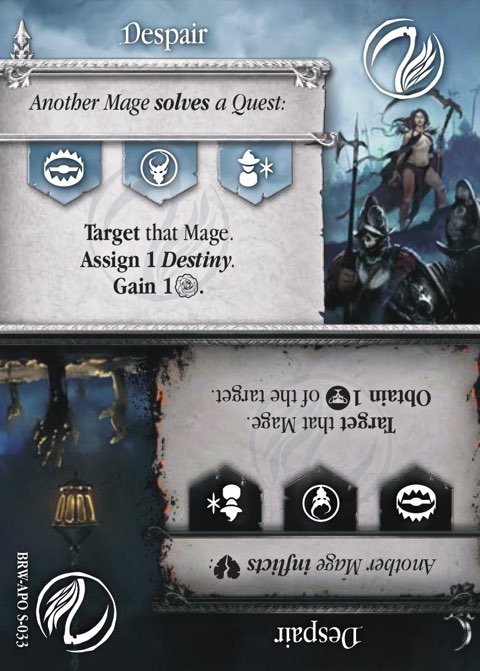 Despair
Another Mage solves a Quest:
Target that Mage.
Assign 1 Destiny.
Gain 1.
Despair
Another Mage inflicts :
Target that Mage.
Obtain 1 of the target.
BRW-APO S-033